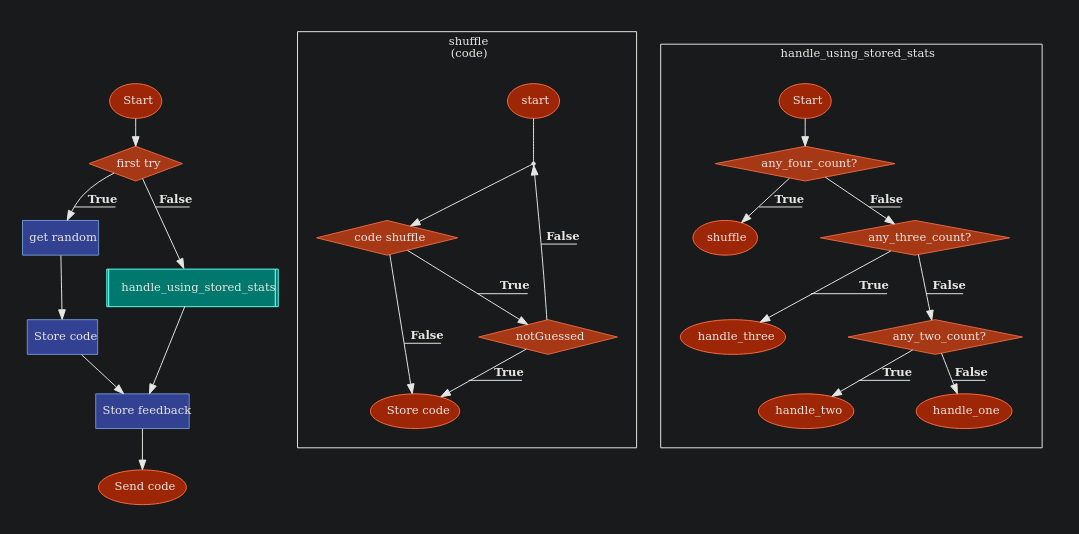 Start
first try
True
False
get random
handle_using_stored_stats
Store code
Store feedback
Send code
shuffle
(code)
start
code shuffle
False
True
notGuessed
False
True
Store code
handle_using_stored_stats
Start
any_four_count?
True
False
shuffle
any_three_count?
True
False
handle_three
any_two_count?
True
False
handle_two
handle_one